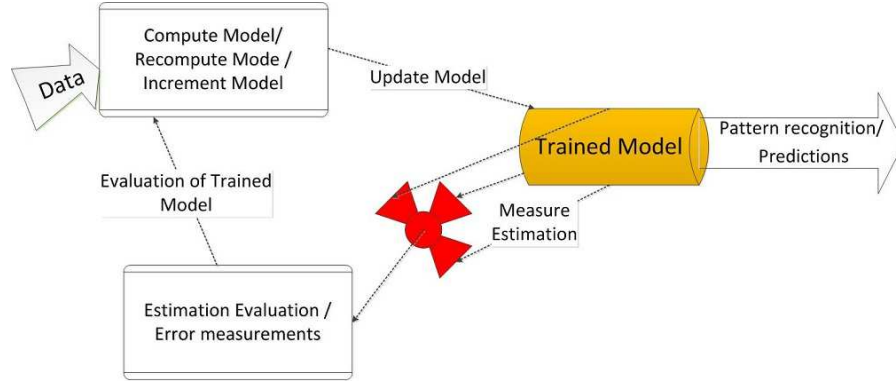 Data
Compute Model/
Recompute Mode /
Increment Model
Update Model
Trained Model
Pattern recognition/
Predictions
Measure
Estimation
Evaluation of Trained
Model
Estimation Evaluation /
Error measurements